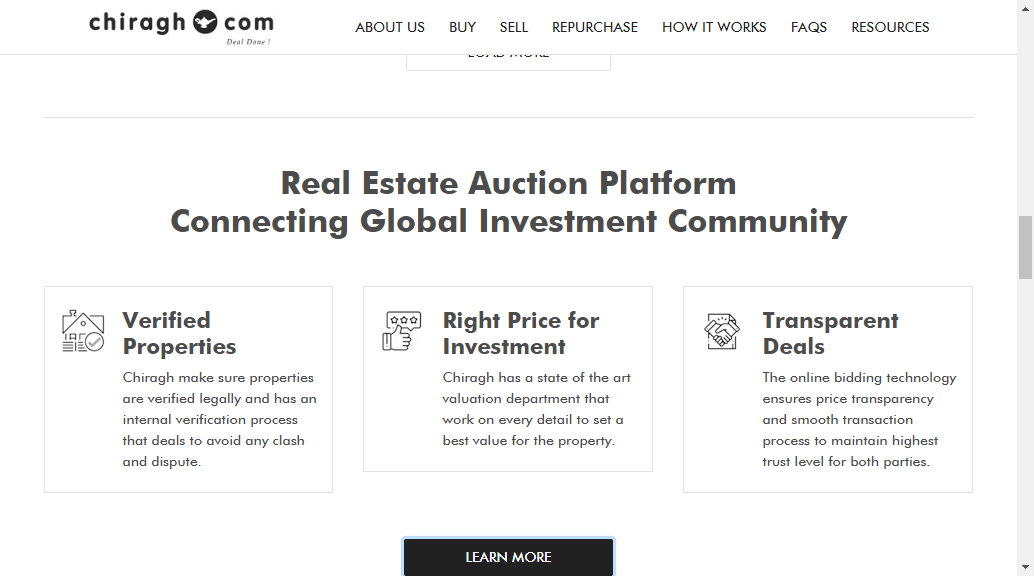 chiragh com
Deal Done !
ABOUT US BUY SELL REPURCHASE HOW IT WORKS FAQS RESOURCES
LOAD MORE
Real Estate Auction Platform
Connecting Global Investment Community
Verified
Properties
Chiragh make sure properties
are verified legally and has an
internal verification process
that deals to avoid any clash
and dispute.
Right Price for
Investment
Chiragh has a state of the art
valuation department that
work on every detail to set a
best value for the property.
Transparent
Deals
The online bidding technology
ensures price transparency
and smooth transaction
process to maintain highest
trust level for both parties.
LEARN MORE